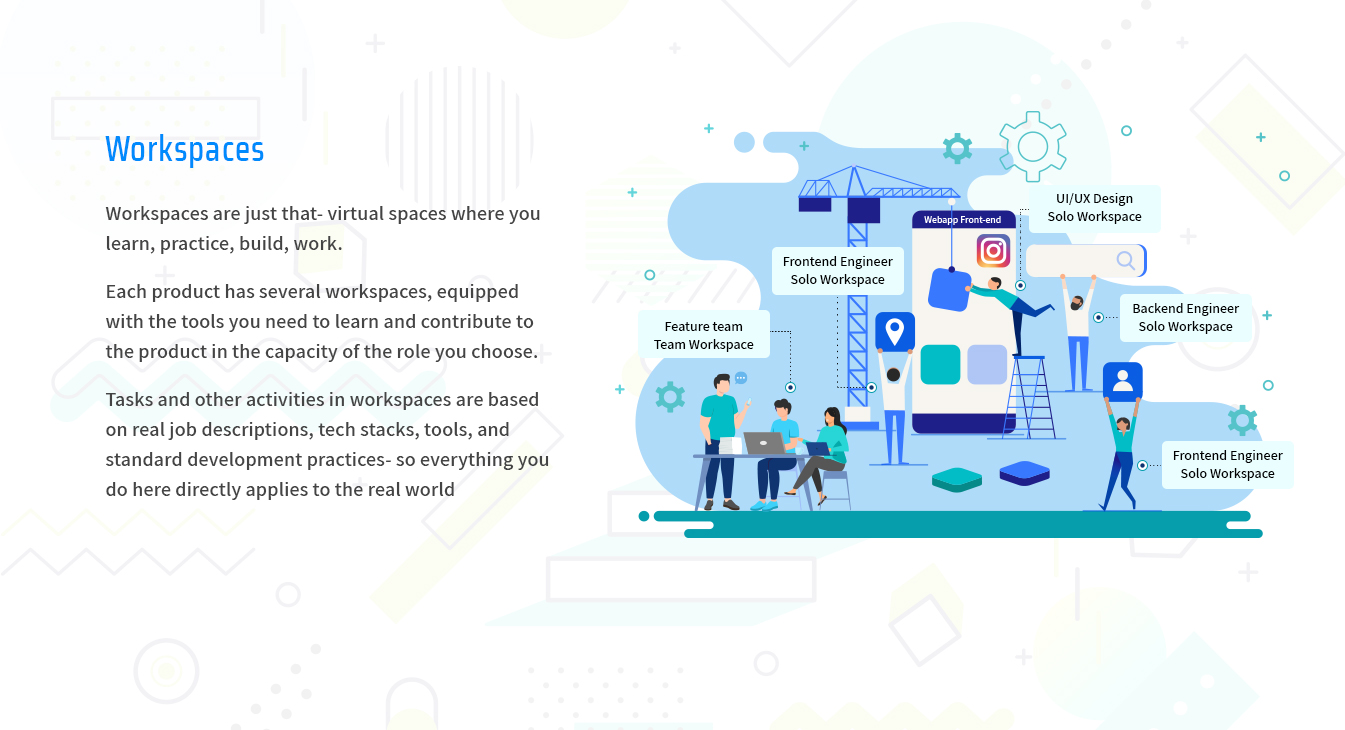 Workspaces
Workspaces are just that- virtual spaces where you
learn, practice, build, work.
Each product has several workspaces, equipped
with the tools you need to learn and contribute to
the product in the capacity of the role you choose.
Tasks and other activities in workspaces are based
on real job descriptions, tech stacks, tools, and
standard development practices- so everything you
do here directly applies to the real world
UI/UX Design
Solo Workspace
Webapp Front-end
Frontend Engineer
Solo Workspace
Backend Engineer
Solo Workspace
Feature team
Team Workspace
Frontend Engineer
Solo Workspace